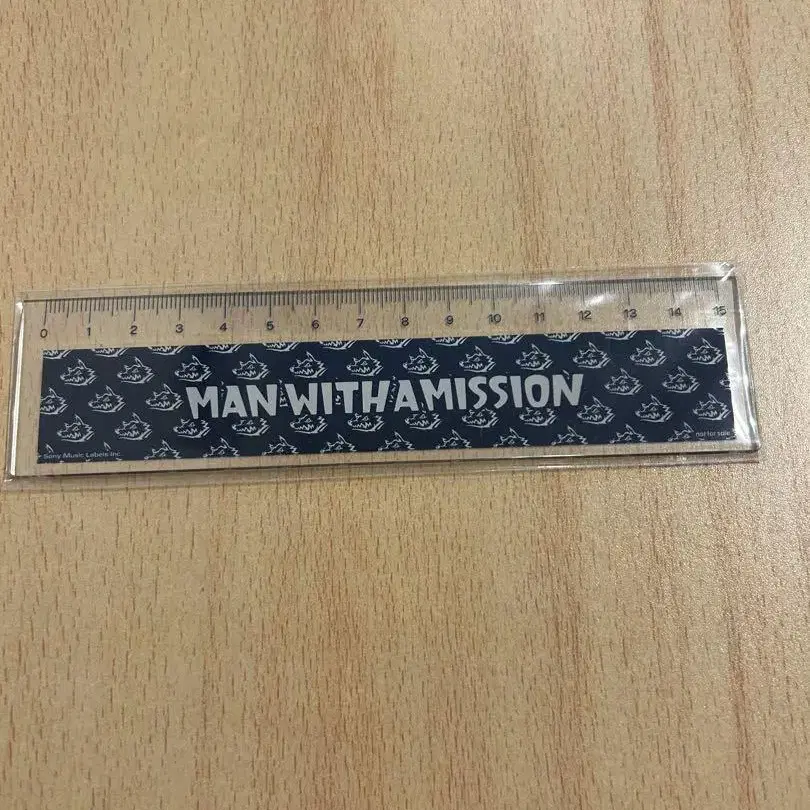 0 1 2 3 4 5 6 7 8 9 10 11 12 13 14 15
MAN WITH A MISSION
not for sale
Sony Music Labels Inc.